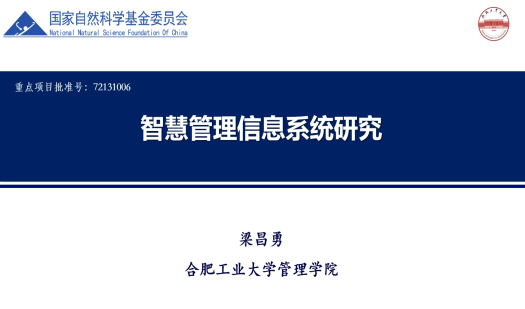 国家自然科学基金委员会
National Natural Science Foundation Of China
重点项目批准号：72131006
智慧管理信息系统研究
梁昌勇
合肥工业大学管理学院